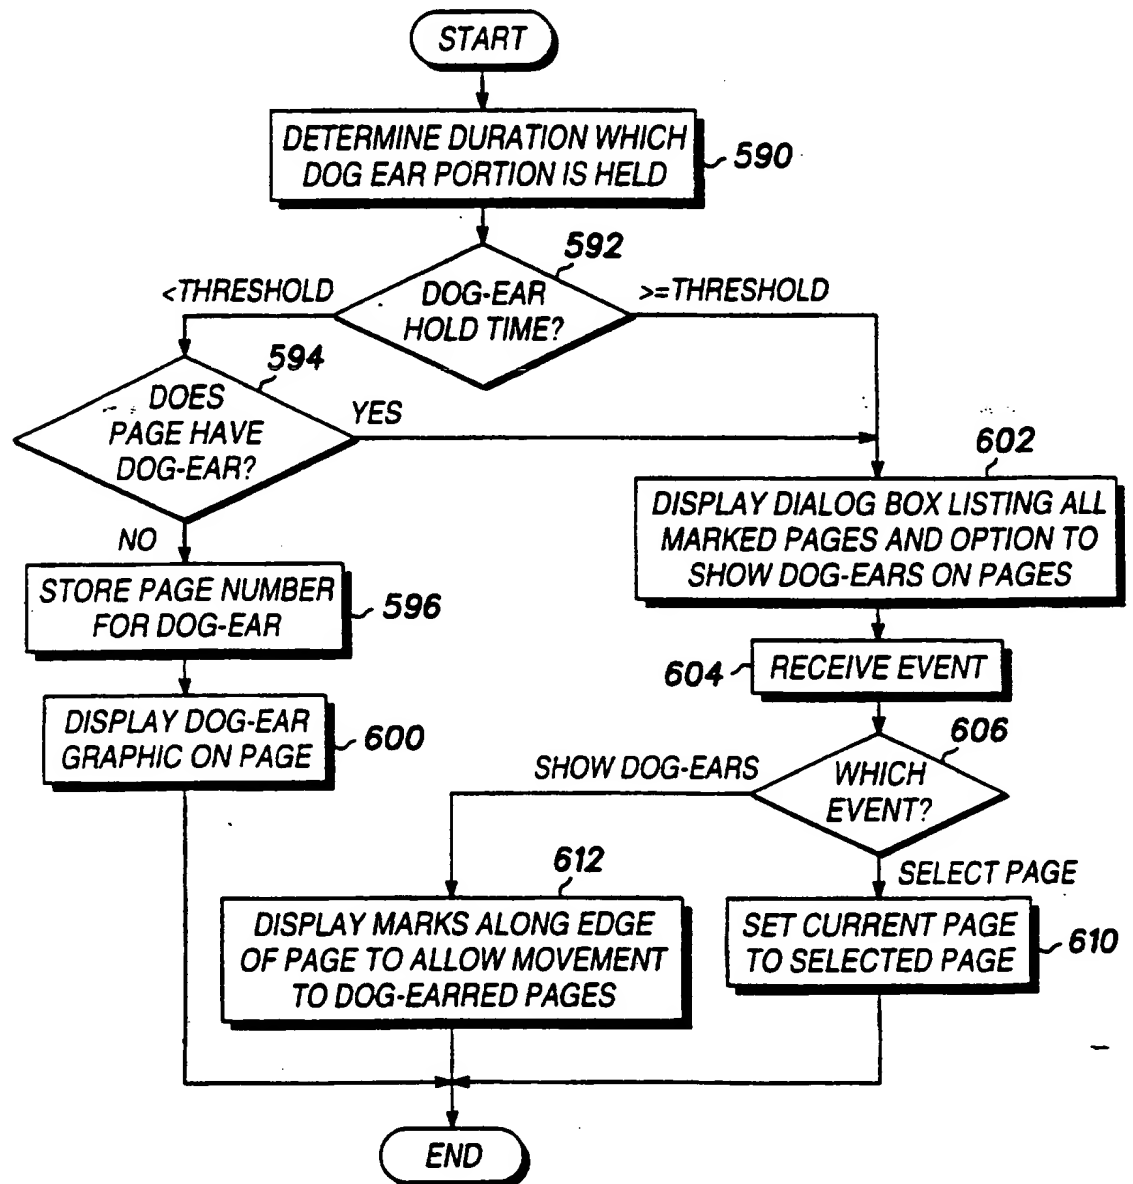 START
DETERMINE DURATION WHICH
DOG EAR PORTION IS HELD
590
592
<THRESHOLD
DOG-EAR
HOLD TIME?
>=THRESHOLD
594
DOES
PAGE HAVE
DOG-EAR?
YES
NO
602
DISPLAY DIALOG BOX LISTING ALL
MARKED PAGES AND OPTION TO
SHOW DOG-EARS ON PAGES
STORE PAGE NUMBER
FOR DOG-EAR
596
604
RECEIVE EVENT
DISPLAY DOG-EAR
GRAPHIC ON PAGE
600
606
SHOW DOG-EARS
WHICH
EVENT?
612
SELECT PAGE
DISPLAY MARKS ALONG EDGE
OF PAGE TO ALLOW MOVEMENT
TO DOG-EARRED PAGES
SET CURRENT PAGE
TO SELECTED PAGE
610
END